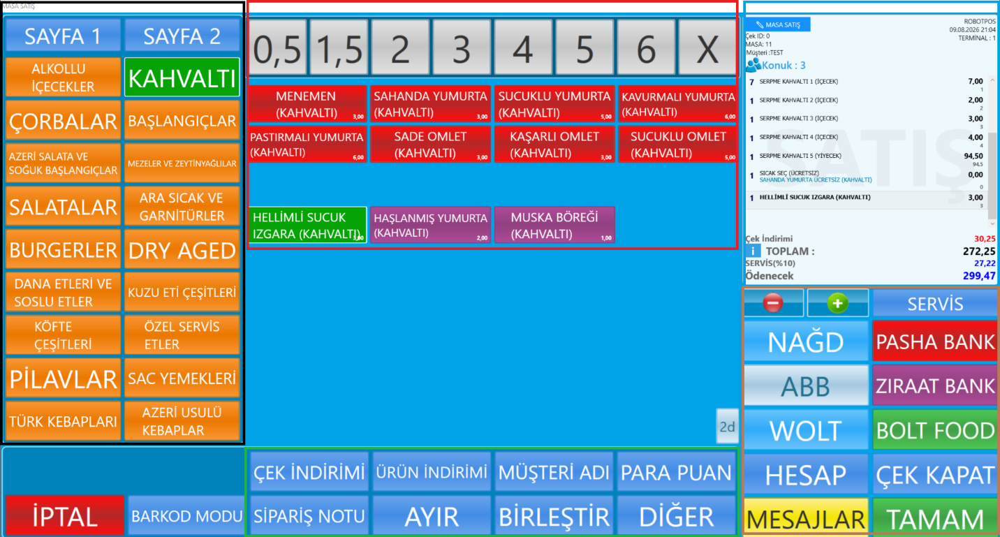 MASA SATIŞ
SAYFA 1
SAYFA 2
ALKOLLU
İÇECEKLER
KAHVALTI
ÇORBALAR
BAŞLANGIÇLAR
AZERİ SALATA VE
SOĞUK BAŞLANGIÇLAR
MEZELER VE ZEYTİNYAĞLILAR
SALATALAR
ARA SICAK VE
GARNİTÜRLER
BURGERLER
DRY AGED
DANA ETLERİ VE
SOSLU ETLER
KUZU ETİ ÇEŞİTLERİ
KÖFTE
ÇEŞİTLERİ
ÖZEL SERVİS
ETLER
PİLAVLAR
SAC YEMEKLERİ
TÜRK KEBAPLARI
AZERİ USULÜ
KEBAPLAR
0,5
1,5
2
3
4
5
6
X
MENEMEN
(KAHVALTI)
3,00
SAHANDA YUMURTA
(KAHVALTI)
3,00
SUCUKLU YUMURTA
(KAHVALTI)
5,00
KAVURMALI YUMURTA
(KAHVALTI)
6,00
PASTIRMALI YUMURTA
(KAHVALTI)
6,00
SADE OMLET
(KAHVALTI)
3,00
KAŞARLI OMLET
(KAHVALTI)
3,00
SUCUKLU OMLET
(KAHVALTI)
5,00
HELLİMLİ SUCUK
IZGARA (KAHVALTI)
3,00
HAŞLANMIŞ YUMURTA
(KAHVALTI)
2,00
MUSKA BÖREĞİ
(KAHVALTI)
1,00
2d
MASA SATIŞ
ROBOTPOS
09.08.2026 21:04
TERMİNAL : 1
Çek ID: 0
MASA: 11
Müşteri :TEST
Konuk : 3
SATIŞ
7 SERPME KAHVALTI 1 (İÇECEK) 7,00
1
1 SERPME KAHVALTI 2 (İÇECEK) 2,00
2
1 SERPME KAHVALTI 3 (İÇECEK) 3,00
3
1 SERPME KAHVALTI 4 (İÇECEK) 4,00
4
1 SERPME KAHVALTI 5 (YİYECEK) 94,50
94,5
1 SICAK SEÇ (ÜCRETSİZ) 0,00
SAHANDA YUMURTA ÜCRETSİZ (KAHVALTI)
0
1 HELLİMLİ SUCUK IZGARA (KAHVALTI) 3,00
3
Çek İndirimi 30,25
i TOPLAM : 272,25
SERVİS(%10) 27,22
Ödenecek 299,47
SERVİS
NAĞD
PASHA BANK
ABB
ZIRAAT BANK
WOLT
BOLT FOOD
HESAP
ÇEK KAPAT
MESAJLAR
TAMAM
ÇEK İNDİRİMİ
ÜRÜN İNDİRİMİ
MÜŞTERİ ADI
PARA PUAN
İPTAL
BARKOD MODU
SİPARİŞ NOTU
AYIR
BİRLEŞTİR
DİĞER